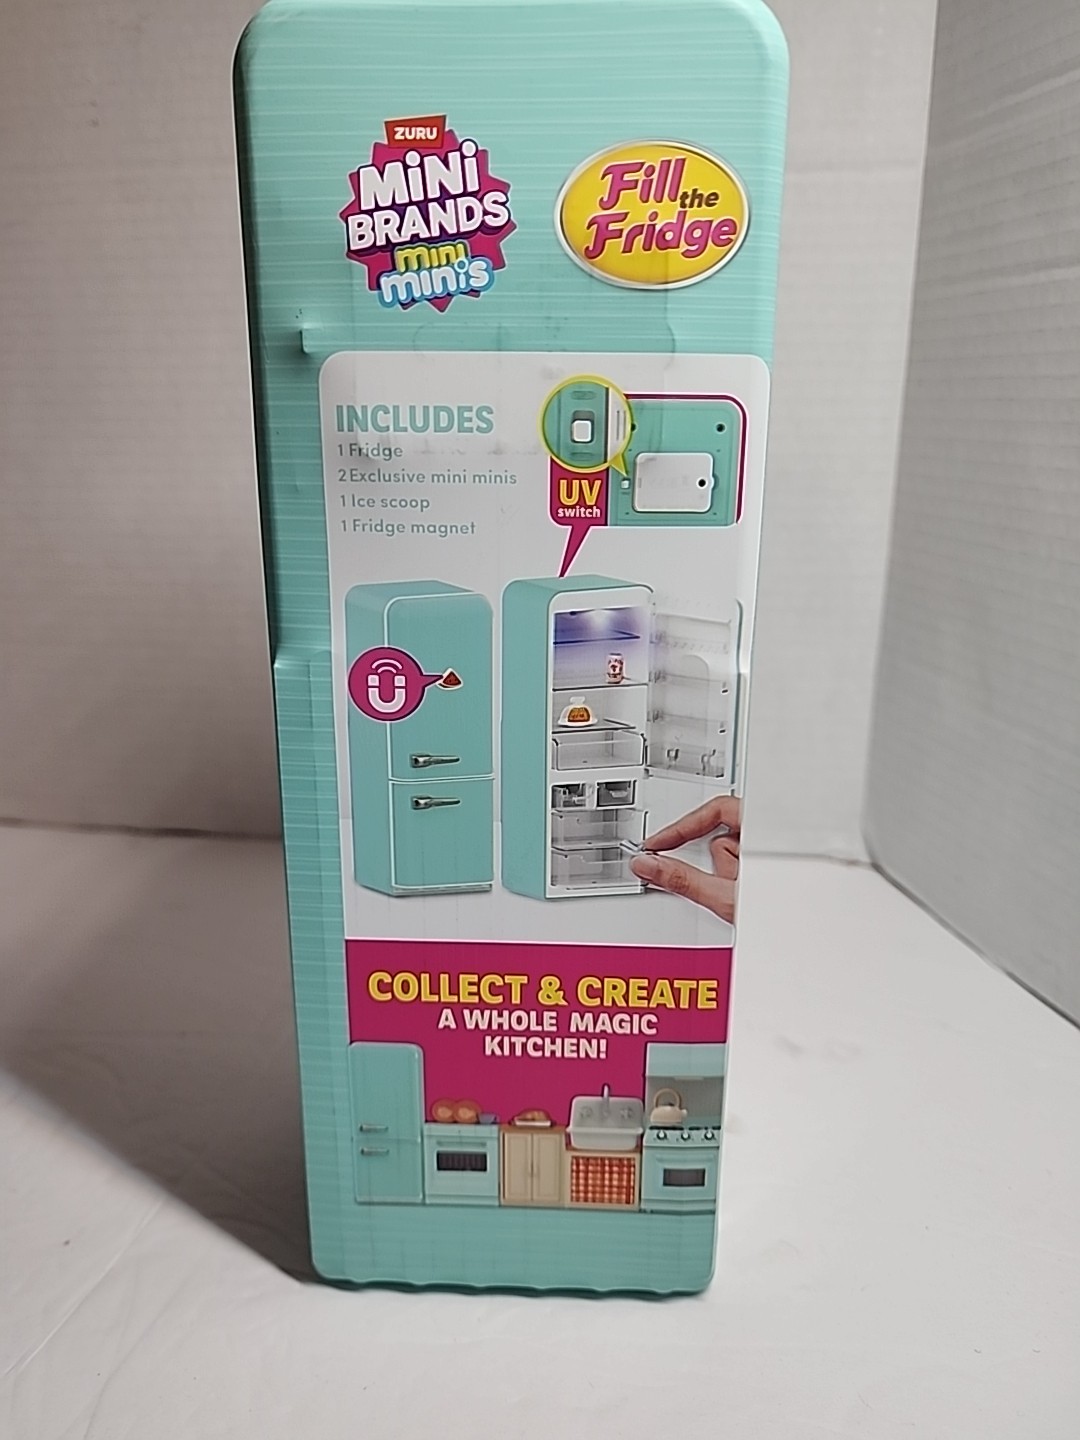 ZURU
MiNi
BRANDS
mini
minis
Fill the
Fridge
INCLUDES
1 Fridge
2 Exclusive mini minis
1 Ice scoop
1 Fridge magnet
UV
switch
COLLECT & CREATE
A WHOLE MAGIC
KITCHEN!